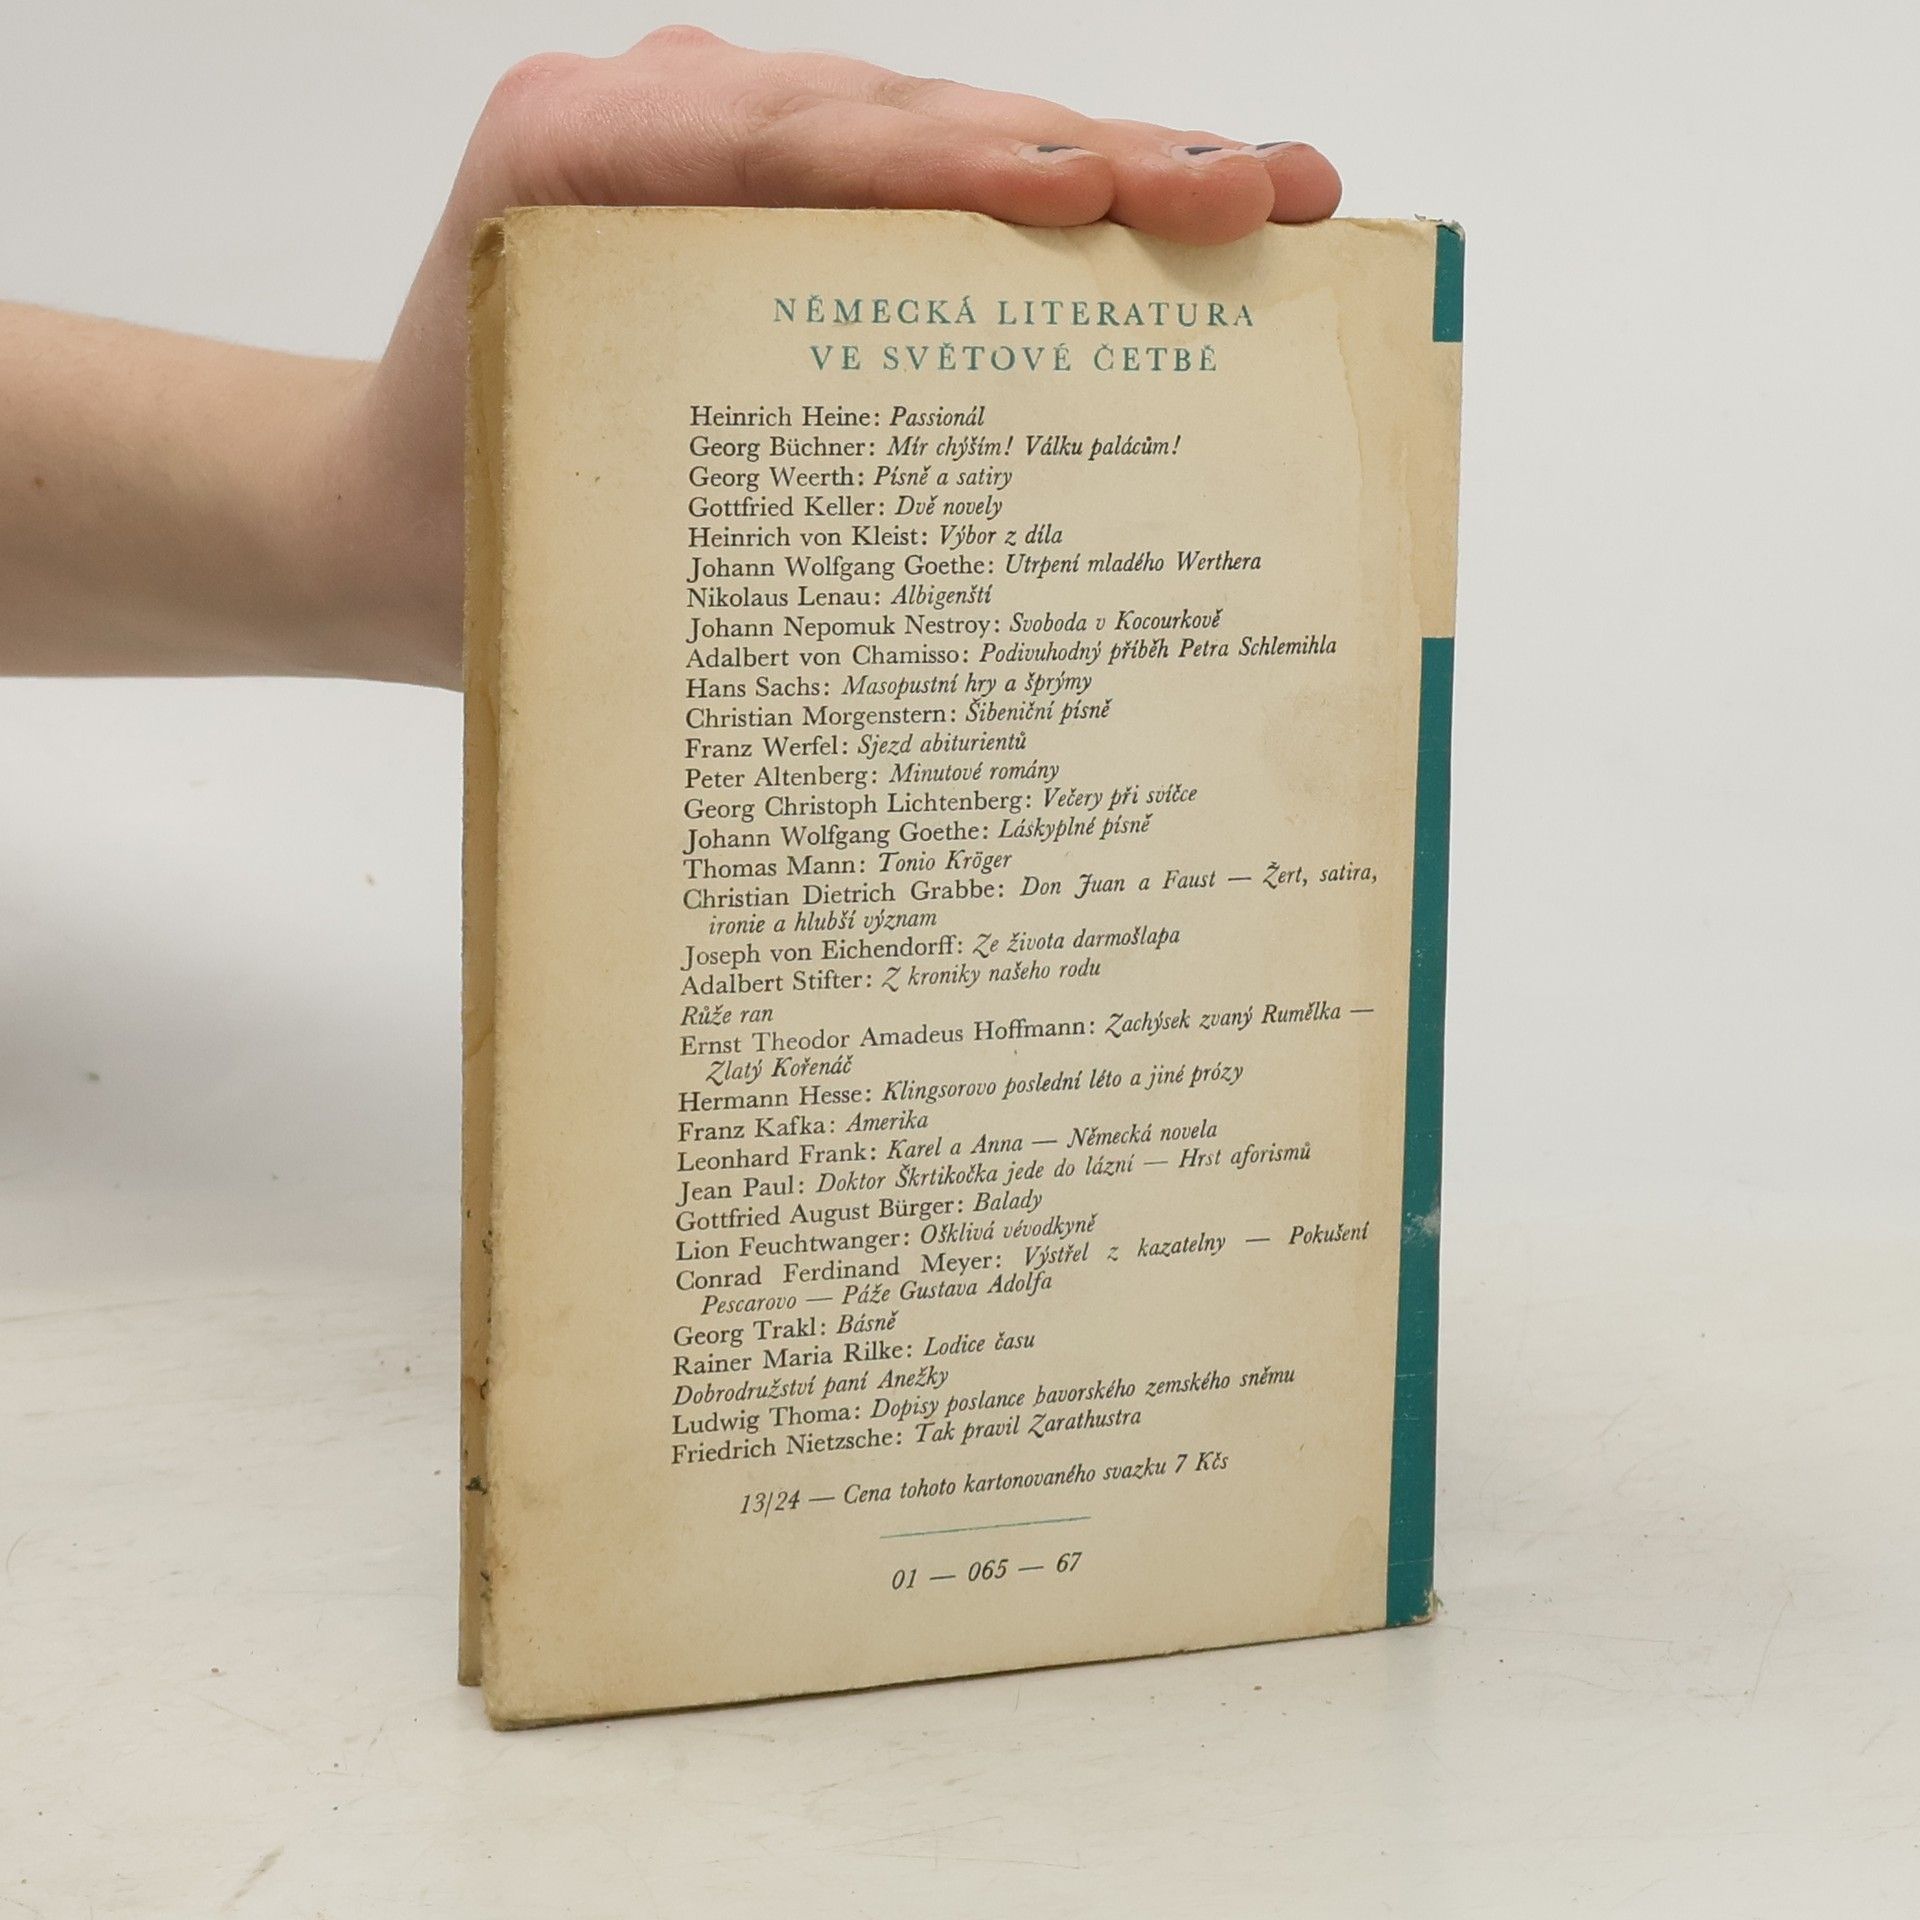 NĚMECKÁ LITERATURA
VE SVĚTOVÉ ČETBĚ
Heinrich Heine: Passionál
Georg Büchner: Mír chýším! Válku palácům!
Georg Weerth: Písně a satiry
Gottfried Keller: Dvě novely
Heinrich von Kleist: Výbor z díla
Johann Wolfgang Goethe: Utrpení mladého Werthera
Nikolaus Lenau: Albigenští
Johann Nepomuk Nestroy: Svoboda v Kocourkově
Adalbert von Chamisso: Podivuhodný příběh Petra Schlemihla
Hans Sachs: Masopustní hry a šprýmy
Christian Morgenstern: Šibeniční písně
Franz Werfel: Sjezd abiturientů
Peter Altenberg: Minutové romány
Georg Christoph Lichtenberg: Večery při svíčce
Johann Wolfgang Goethe: Láskyplné písně
Thomas Mann: Tonio Kröger
Christian Dietrich Grabbe: Don Juan a Faust — Žert, satira,
ironie a hlubší význam
Joseph von Eichendorff: Ze života darmošlapa
Adalbert Stifter: Z kroniky našeho rodu
Růže ran
Ernst Theodor Amadeus Hoffmann: Zachýsek zvaný Rumělka —
Zlatý Kořenáč
Hermann Hesse: Klingsorovo poslední léto a jiné prózy
Franz Kafka: Amerika
Leonhard Frank: Karel a Anna — Německá novela
Jean Paul: Doktor Škrtikočka jede do lázní — Hrst aforismů
Gottfried August Bürger: Balady
Lion Feuchtwanger: Ošklivá vévodkyně
Conrad Ferdinand Meyer: Výstřel z kazatelny — Pokušení
Pescarovo — Páže Gustava Adolfa
Georg Trakl: Básně
Rainer Maria Rilke: Lodice času
Dobrodružství paní Anežky
Ludwig Thoma: Dopisy poslance bavorského zemského sněmu
Friedrich Nietzsche: Tak pravil Zarathustra
13/24 — Cena tohoto kartonovaného svazku 7 Kčs
01 — 065 — 67